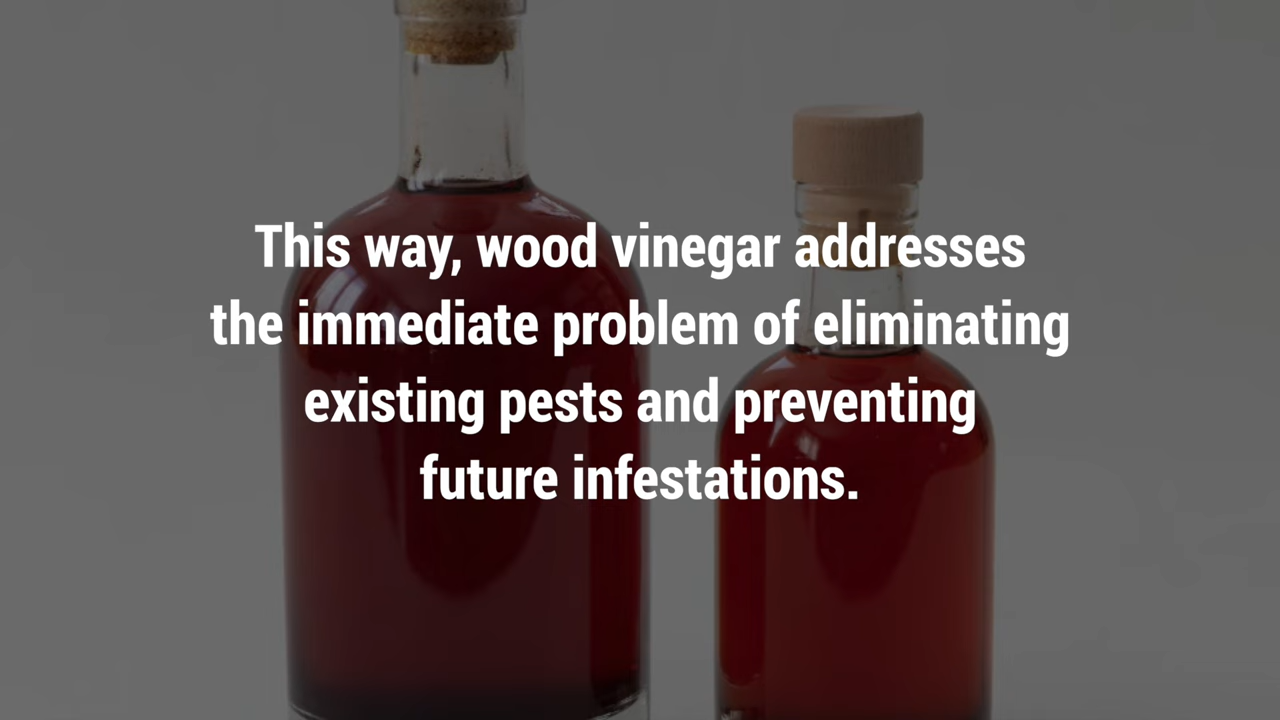 This way, wood vinegar addresses
the immediate problem of eliminating
existing pests and preventing
future infestations.